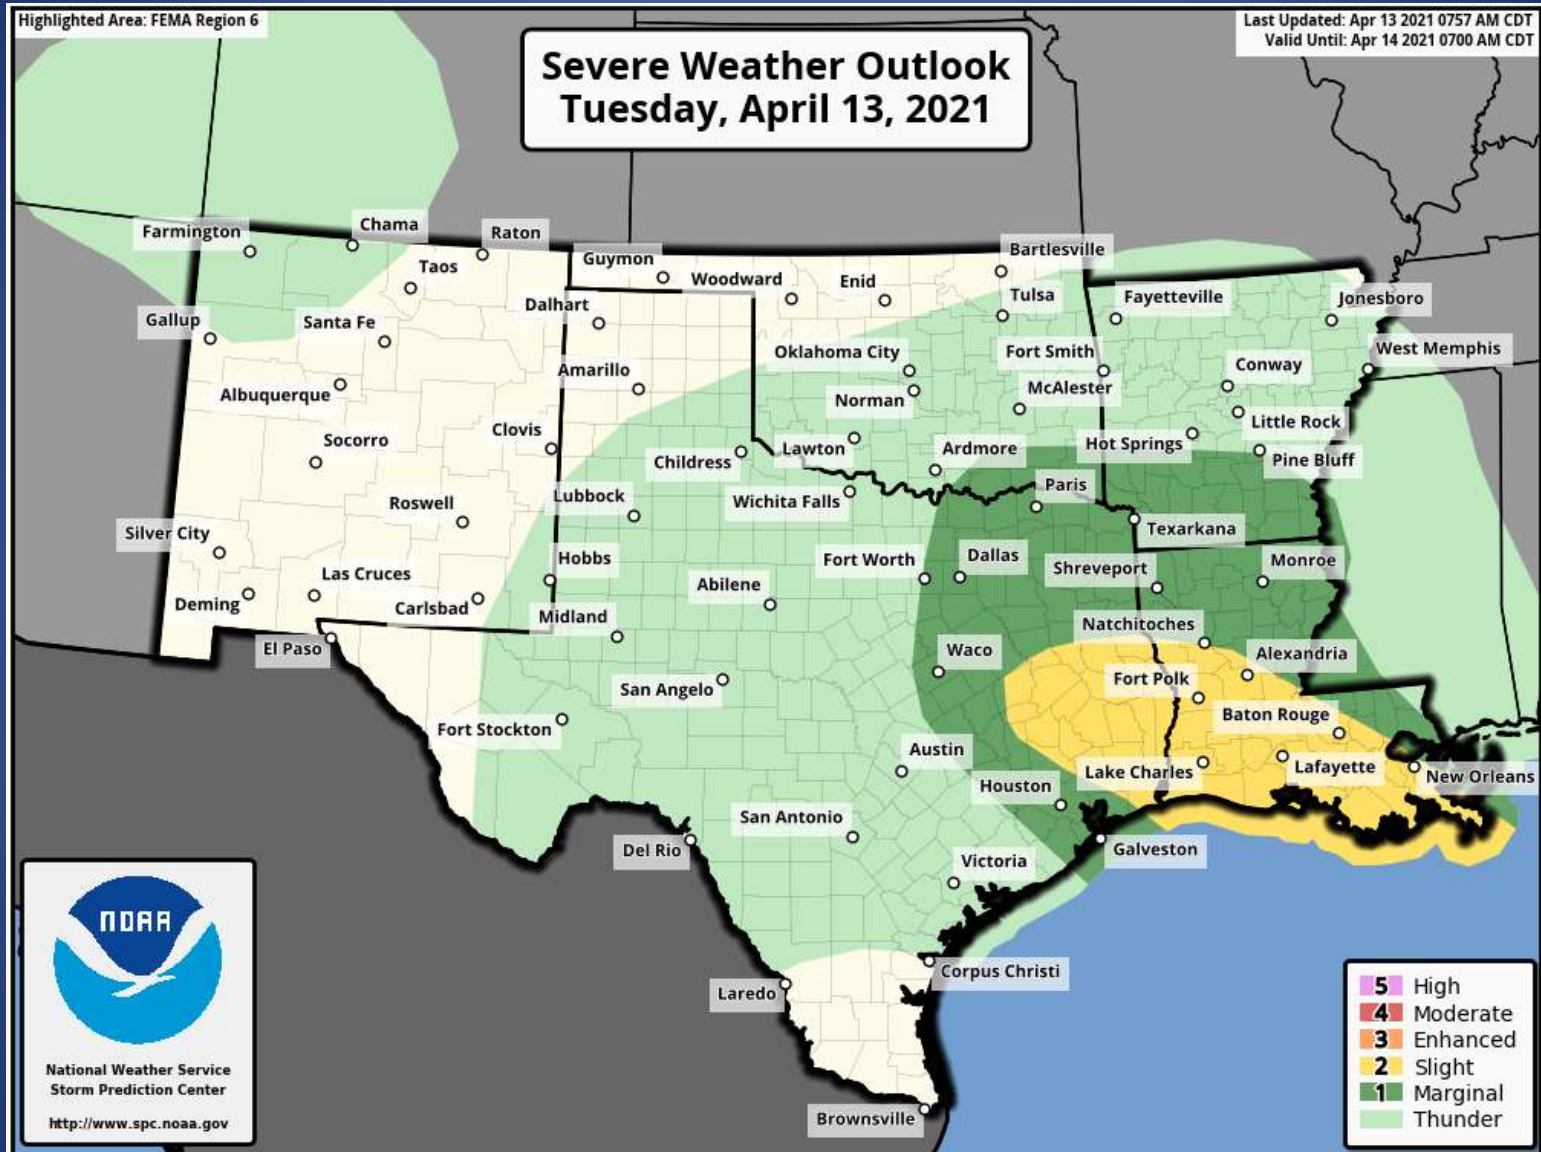 Highlighted Area: FEMA Region 6
Last Updated: Apr 13 2021 0757 AM CDT
Valid Until: Apr 14 2021 0700 AM CDT
Severe Weather Outlook
Tuesday, April 13, 2021
Farmington
Chama
Raton
Taos
Guymon
Woodward
Enid
Bartlesville
Tulsa
Fayetteville
Jonesboro
Gallup
Santa Fe
Dalhart
Oklahoma City
Fort Smith
Conway
West Memphis
Albuquerque
Amarillo
Norman
McAlester
Little Rock
Socorro
Clovis
Childress
Lawton
Ardmore
Hot Springs
Pine Bluff
Roswell
Lubbock
Wichita Falls
Paris
Texarkana
Silver City
Hobbs
Fort Worth
Dallas
Shreveport
Monroe
Deming
Las Cruces
Carlsbad
Midland
Abilene
Natchitoches
El Paso
San Angelo
Waco
Fort Polk
Alexandria
Fort Stockton
Austin
Baton Rouge
Houston
Lake Charles
Lafayette
New Orleans
San Antonio
Del Rio
Victoria
Galveston
Laredo
Corpus Christi
Brownsville
NOAA
National Weather Service
Storm Prediction Center
http://www.spc.noaa.gov
5 High
4 Moderate
3 Enhanced
2 Slight
1 Marginal
Thunder